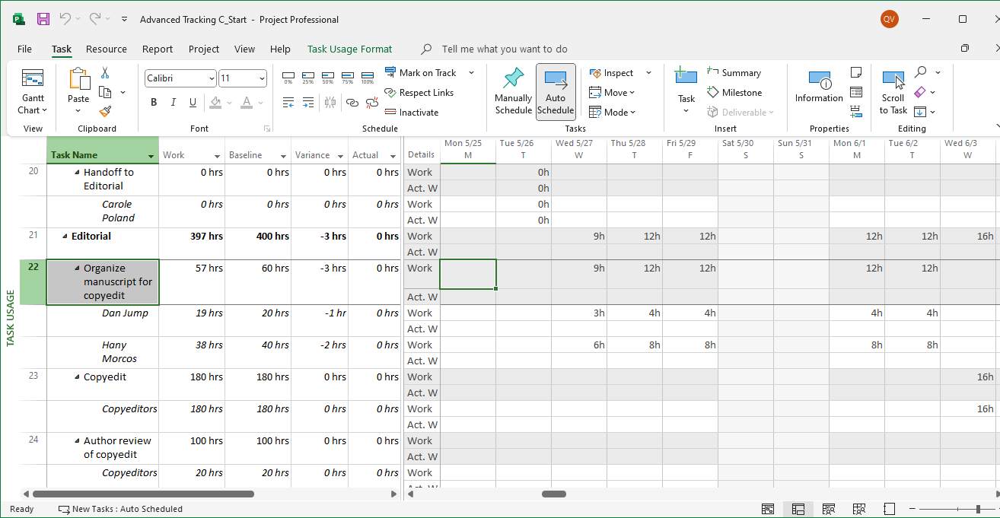 Advanced Tracking C_Start - Project Professional
QV
File Task Resource Report Project View Help Task Usage Format Tell me what you want to do
Gantt Chart
View
Paste
Clipboard
Calibri 11
B I U A
Font
0% 25% 50% 75% 100%
Mark on Track
Respect Links
Inactivate
Schedule
Manually Schedule
Auto Schedule
Inspect
Move
Mode
Tasks
Task
Summary
Milestone
Deliverable
Insert
Information
Properties
Scroll to Task
Editing
Mon 5/25 Tue 5/26 Wed 5/27 Thu 5/28 Fri 5/29 Sat 5/30 Sun 5/31 Mon 6/1 Tue 6/2 Wed 6/3
Task Name Work Baseline Variance Actual Details M T W T F S S M T W
20 Handoff to Editorial 0 hrs 0 hrs 0 hrs 0 hrs Work 0h
Act. W 0h
Carole Poland 0 hrs 0 hrs 0 hrs 0 hrs Work 0h
Act. W 0h
21 Editorial 397 hrs 400 hrs -3 hrs 0 hrs Work 9h 12h 12h 12h 12h 16h
Act. W
22 Organize manuscript for copyedit 57 hrs 60 hrs -3 hrs 0 hrs Work 9h 12h 12h 12h 12h
Act. W
Dan Jump 19 hrs 20 hrs -1 hr 0 hrs Work 3h 4h 4h 4h 4h
Act. W
Hany Morcos 38 hrs 40 hrs -2 hrs 0 hrs Work 6h 8h 8h 8h 8h
Act. W
23 Copyedit 180 hrs 180 hrs 0 hrs 0 hrs Work 16h
Act. W
Copyeditors 180 hrs 180 hrs 0 hrs 0 hrs Work 16h
Act. W
24 Author review of copyedit 100 hrs 100 hrs 0 hrs 0 hrs Work
Act. W
Copyeditors 20 hrs 20 hrs 0 hrs 0 hrs Work
TASK USAGE
Ready New Tasks : Auto Scheduled